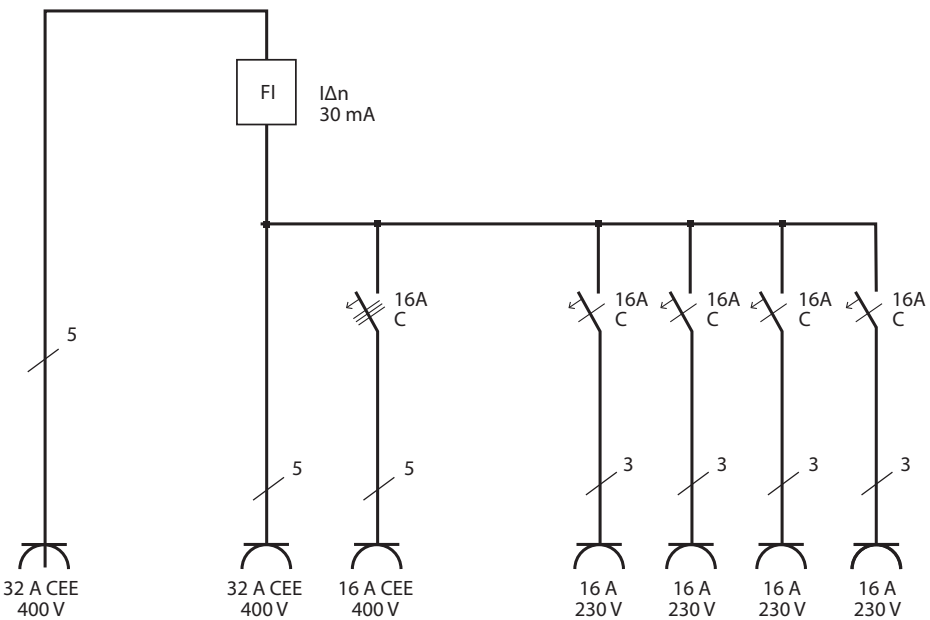 FI
IΔn
30 mA
16A
C
16A
C
16A
C
16A
C
16A
C
5
5
5
3
3
3
3
32 A CEE
400 V
32 A CEE
400 V
16 A CEE
400 V
16 A
230 V
16 A
230 V
16 A
230 V
16 A
230 V